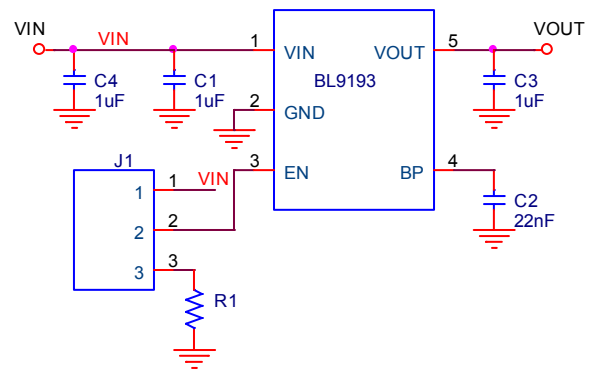 VIN
VIN
VOUT
1
VIN
VOUT
5
C4
1uF
C1
1uF
BL9193
C3
1uF
2
GND
J1
3
EN
BP
4
1
1
VIN
C2
22nF
2
2
3
3
R1